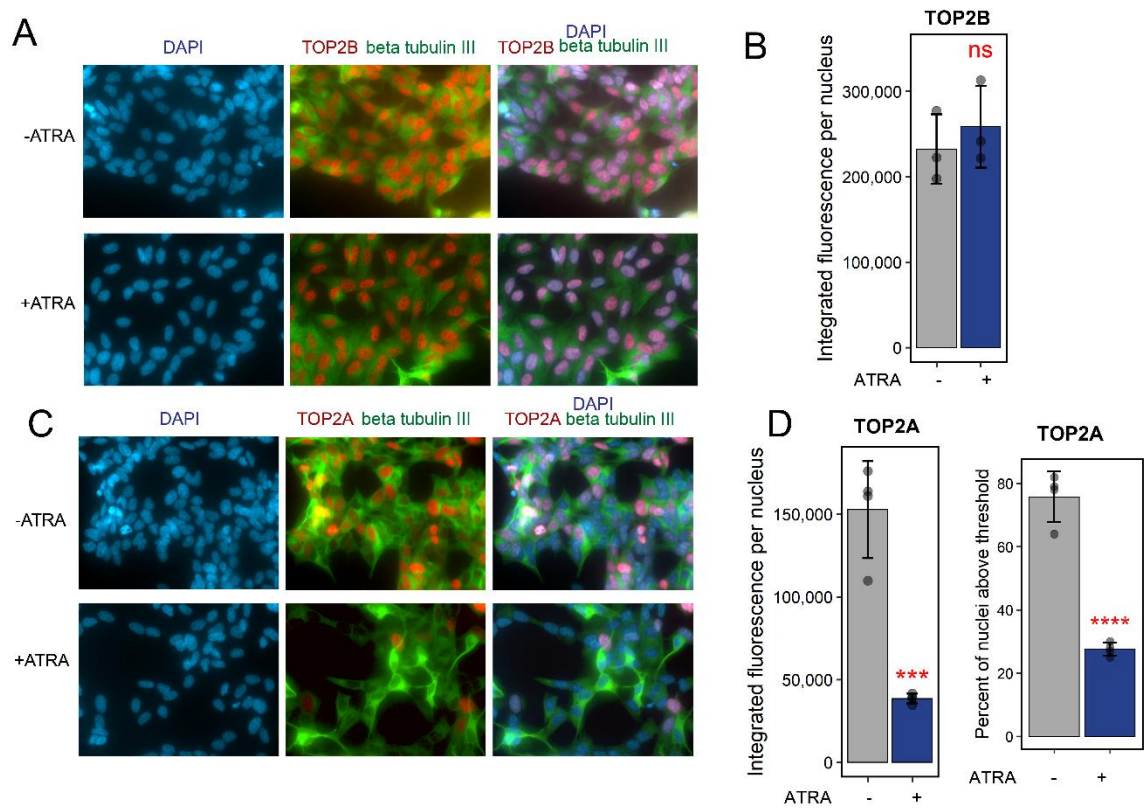 A
DAPI
TOP2B beta tubulin III
DAPI
TOP2B beta tubulin III
-ATRA
+ATRA
B
TOP2B
Integrated fluorescence per nucleus
300,000
200,000
100,000
0
ns
ATRA - +
C
DAPI
TOP2A beta tubulin III
DAPI
TOP2A beta tubulin III
-ATRA
+ATRA
D
TOP2A
Integrated fluorescence per nucleus
150,000
100,000
50,000
0
***
ATRA - +
TOP2A
Percent of nuclei above threshold
80
60
40
20
0
****
ATRA - +